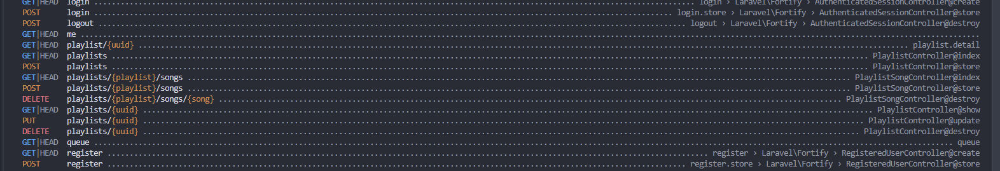 GET|HEAD login ........ login › Laravel\Fortify › AuthenticatedSessionController@create
POST login ........ login.store › Laravel\Fortify › AuthenticatedSessionController@store
POST logout ........ logout › Laravel\Fortify › AuthenticatedSessionController@destroy
GET|HEAD me ........
GET|HEAD playlist/{uuid} ........ playlist.detail
GET|HEAD playlists ........ PlaylistController@index
POST playlists ........ PlaylistController@store
GET|HEAD playlists/{playlist}/songs ........ PlaylistSongController@index
POST playlists/{playlist}/songs ........ PlaylistSongController@store
DELETE playlists/{playlist}/songs/{song} ........ PlaylistSongController@destroy
GET|HEAD playlists/{uuid} ........ PlaylistController@show
PUT playlists/{uuid} ........ PlaylistController@update
DELETE playlists/{uuid} ........ PlaylistController@destroy
GET|HEAD queue ........ queue
GET|HEAD register ........ register › Laravel\Fortify › RegisteredUserController@create
POST register ........ register.store › Laravel\Fortify › RegisteredUserController@store